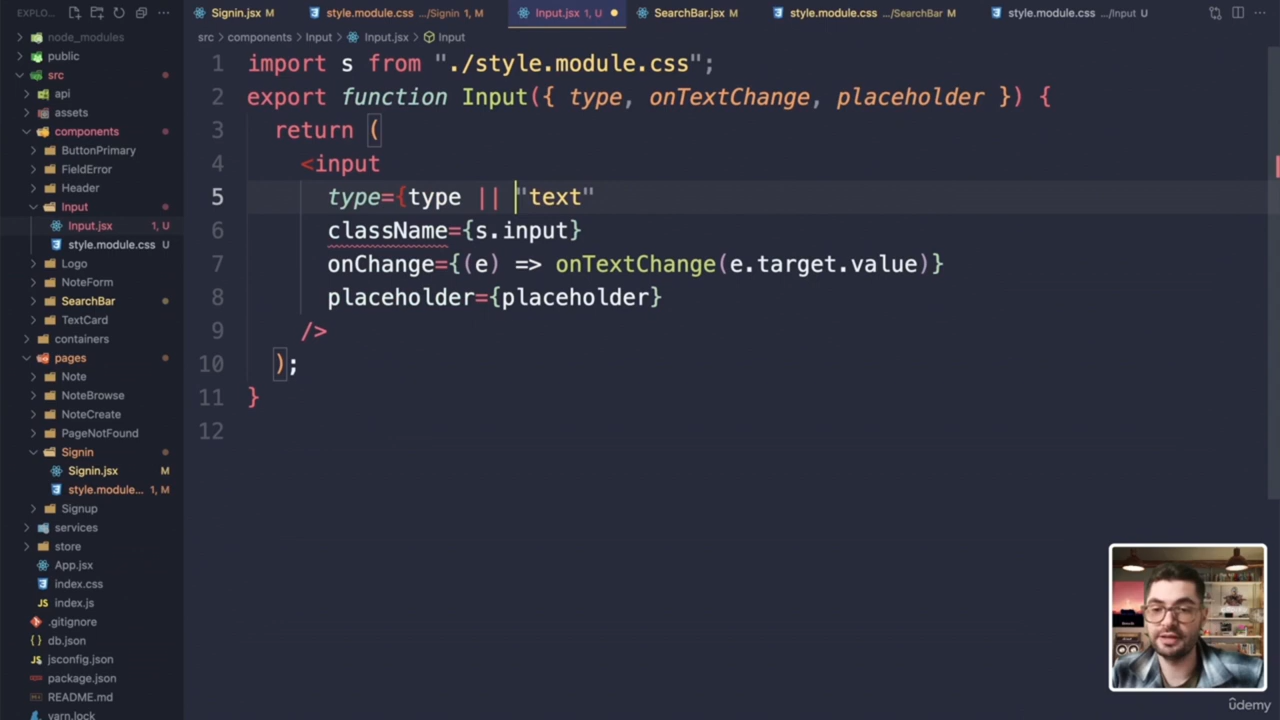 EXPLO...
Signin.jsx M
style.module.css .../Signin 1, M
Input.jsx 1, U
SearchBar.jsx M
style.module.css .../SearchBar M
style.module.css .../Input U
src › components › Input › Input.jsx › Input
node_modules
public
src
api
assets
components
ButtonPrimary
FieldError
Header
Input
Input.jsx 1, U
style.module.css U
Logo
NoteForm
SearchBar
TextCard
containers
pages
Note
NoteBrowse
NoteCreate
PageNotFound
Signin
Signin.jsx M
style.module... 1, M
Signup
services
store
App.jsx
index.css
JS index.js
.gitignore
db.json
jsconfig.json
package.json
README.md
yarn.lock
1 import s from "./style.module.css";
2 export function Input({ type, onTextChange, placeholder }) {
3 return (
4 <input
5 type={type || "text"
6 className={s.input}
7 onChange={(e) => onTextChange(e.target.value)}
8 placeholder={placeholder}
9 />
10 );
11 }
12
ûdemy